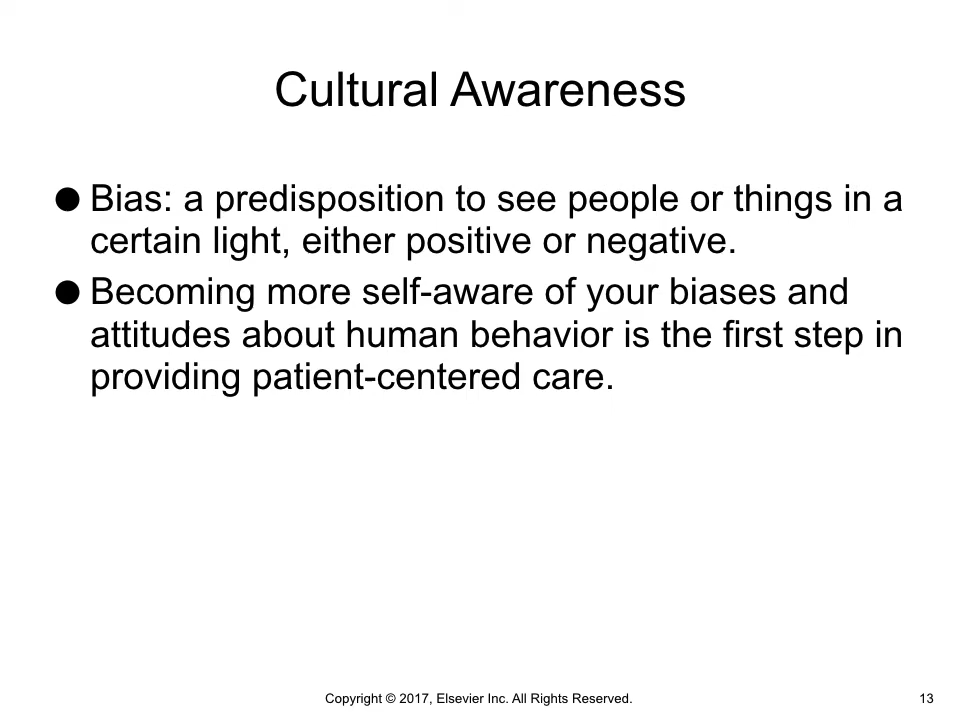 Cultural Awareness
● Bias: a predisposition to see people or things in a
certain light, either positive or negative.
● Becoming more self-aware of your biases and
attitudes about human behavior is the first step in
providing patient-centered care.
Copyright © 2017, Elsevier Inc. All Rights Reserved.
13